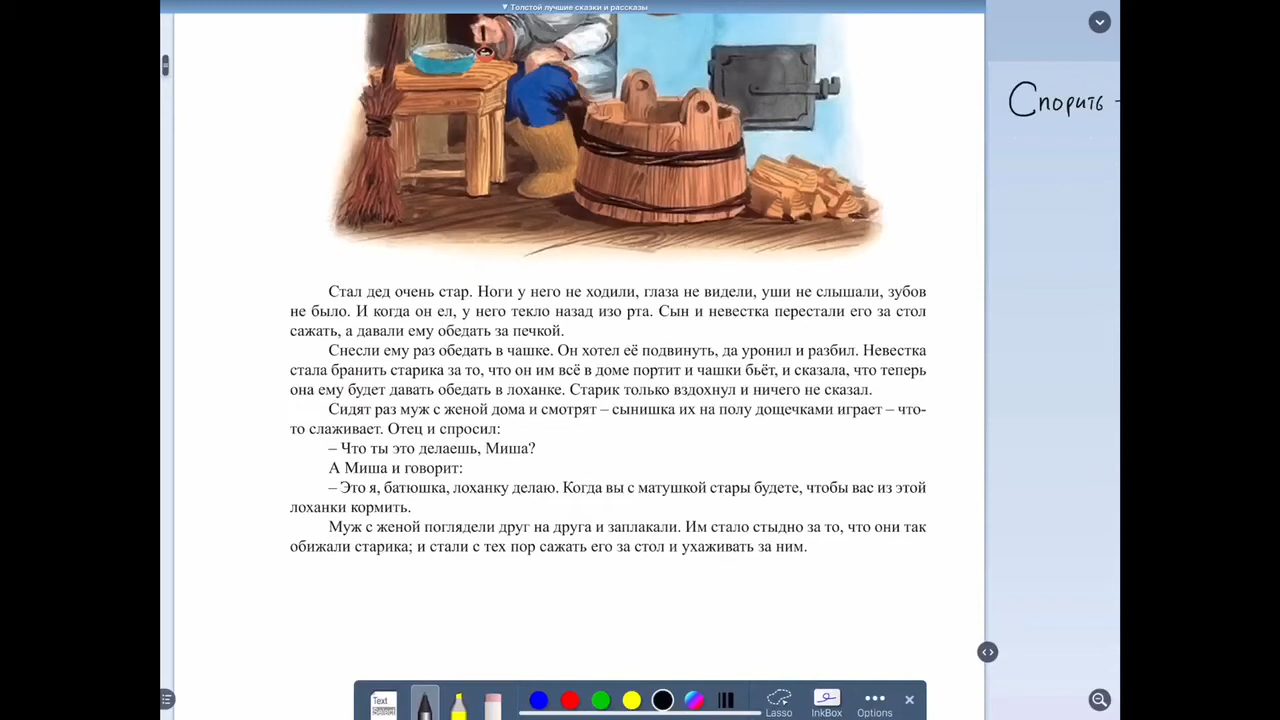 ▼ Толстой лучшие сказки и рассказы
Спорить -
Стал дед очень стар. Ноги у него не ходили, глаза не видели, уши не слышали, зубов
не было. И когда он ел, у него текло назад изо рта. Сын и невестка перестали его за стол
сажать, а давали ему обедать за печкой.
Снесли ему раз обедать в чашке. Он хотел её подвинуть, да уронил и разбил. Невестка
стала бранить старика за то, что он им всё в доме портит и чашки бьёт, и сказала, что теперь
она ему будет давать обедать в лоханке. Старик только вздохнул и ничего не сказал.
Сидят раз муж с женой дома и смотрят – сынишка их на полу дощечками играет – что-
то слаживает. Отец и спросил:
– Что ты это делаешь, Миша?
А Миша и говорит:
– Это я, батюшка, лоханку делаю. Когда вы с матушкой стары будете, чтобы вас из этой
лоханки кормить.
Муж с женой поглядели друг на друга и заплакали. Им стало стыдно за то, что они так
обижали старика; и стали с тех пор сажать его за стол и ухаживать за ним.
Text
Lasso
InkBox
Options